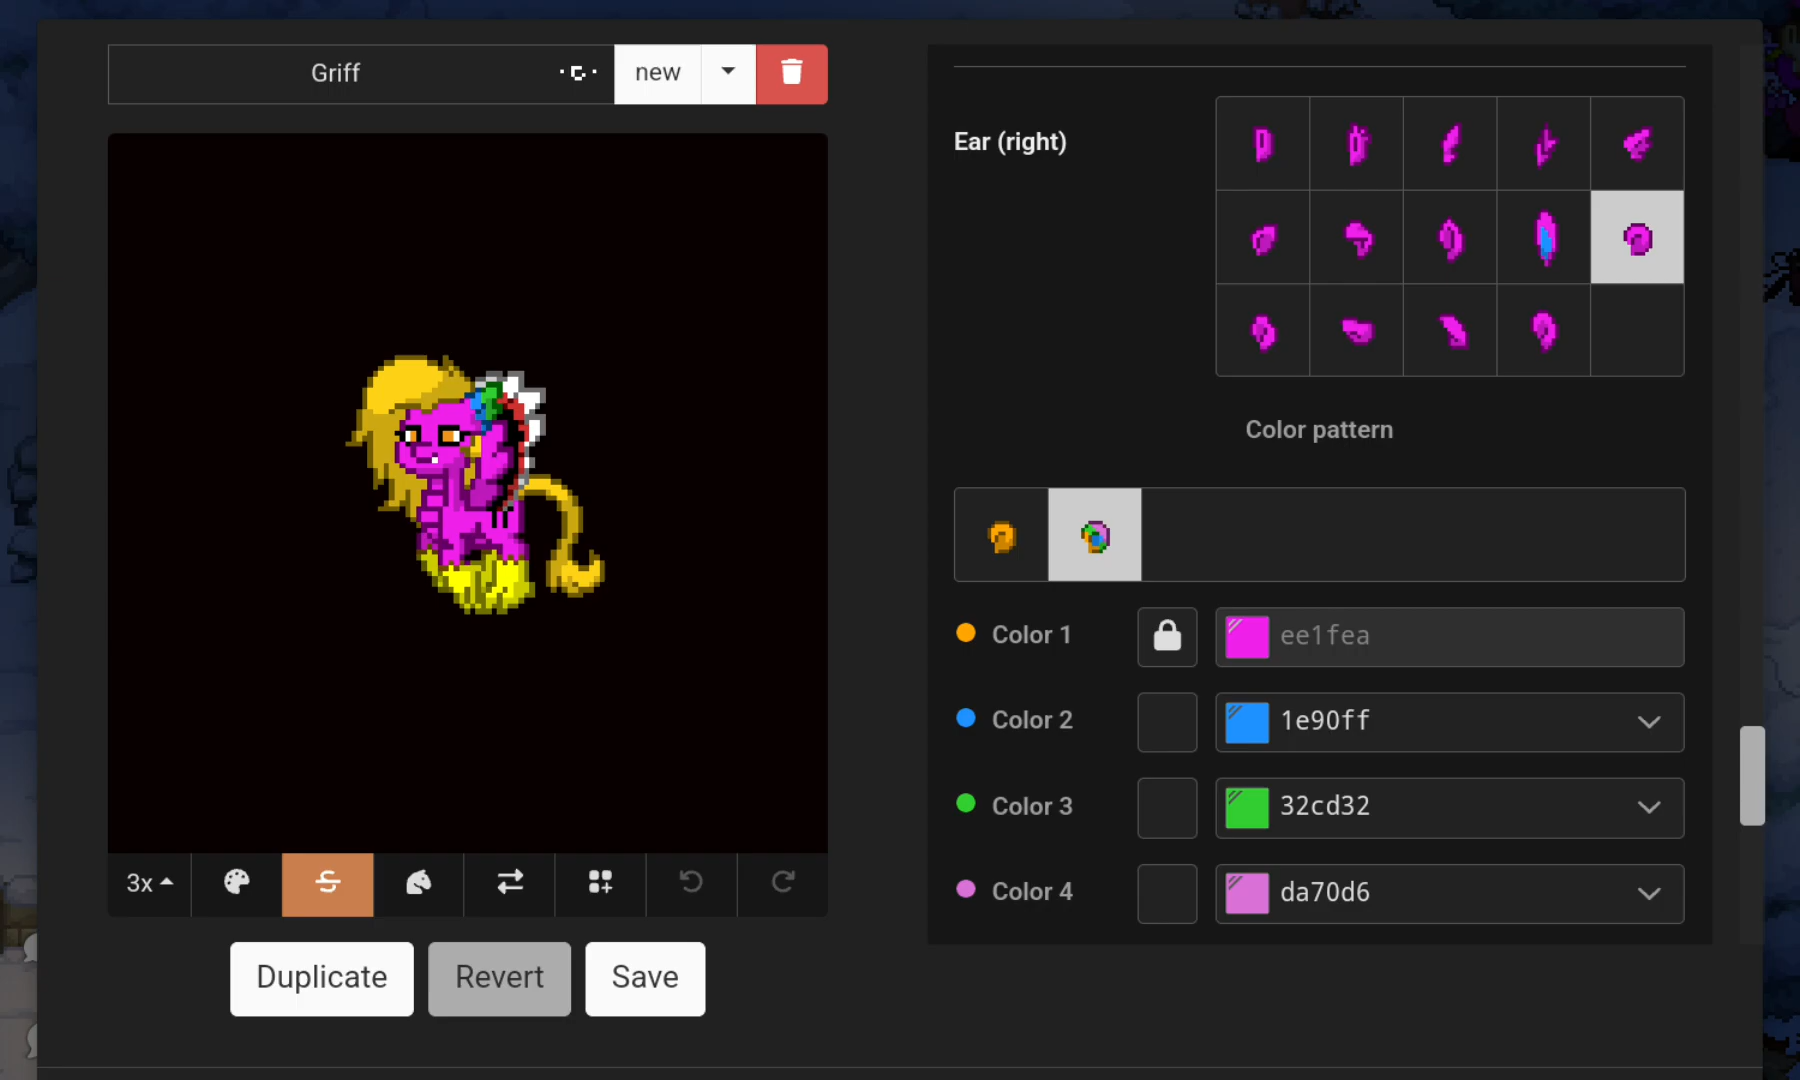 Griff
new
Ear (right)
Color pattern
Color 1
ee1fea
Color 2
1e90ff
Color 3
32cd32
Color 4
da70d6
3x
Duplicate
Revert
Save